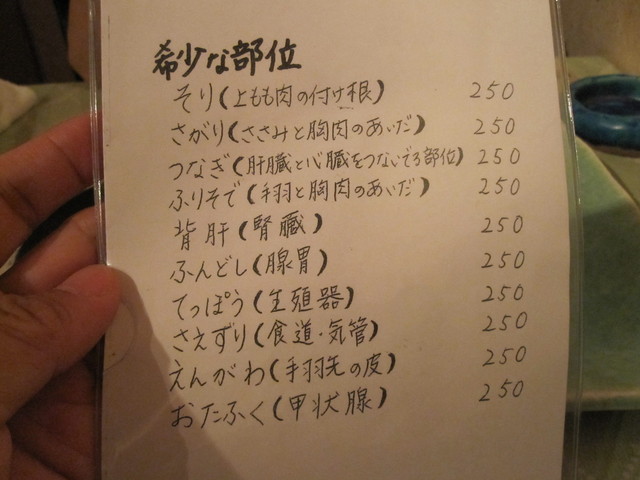 希少な部位
そり(上もも肉の付け根) 250
さがり(ささみと胸肉のあいだ) 250
つなぎ(肝臓と心臓をつないでる部位) 250
ふりそで(手羽と胸肉のあいだ) 250
背肝(腎臓) 250
ふんどし(腺胃) 250
てっぽう(生殖器) 250
さえずり(食道・気管) 250
えんがわ(手羽先の皮) 250
おたふく(甲状腺) 250